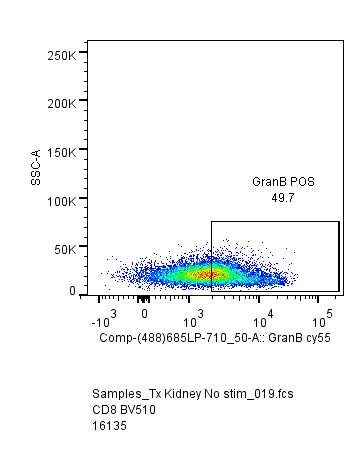 250K
200K
SSC-A
150K
GranB POS
49.7
100K
50K
0
-10^3 0 10^3 10^4 10^5
Comp-(488)685LP-710_50-A:: GranB cy55
Samples_Tx Kidney No stim_019.fcs
CD8 BV510
16135